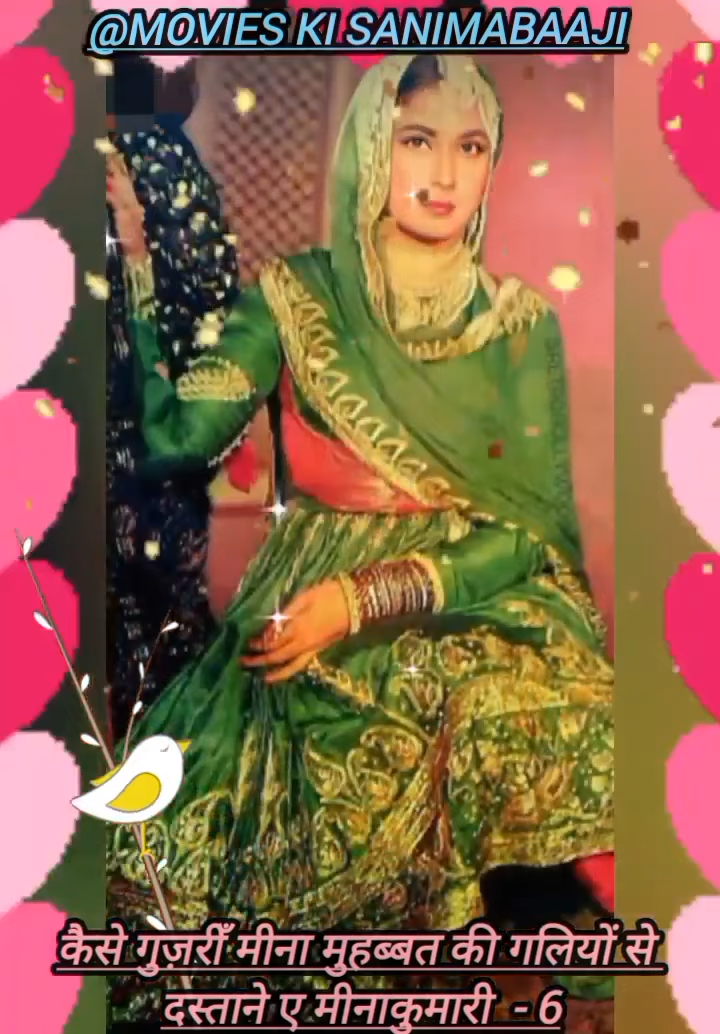 @MOVIES KI SANIMABAAJI
कैसे गुज़रीं मीना मुहब्बत की गलियों से
दस्ताने ए मीनाकुमारी - 6